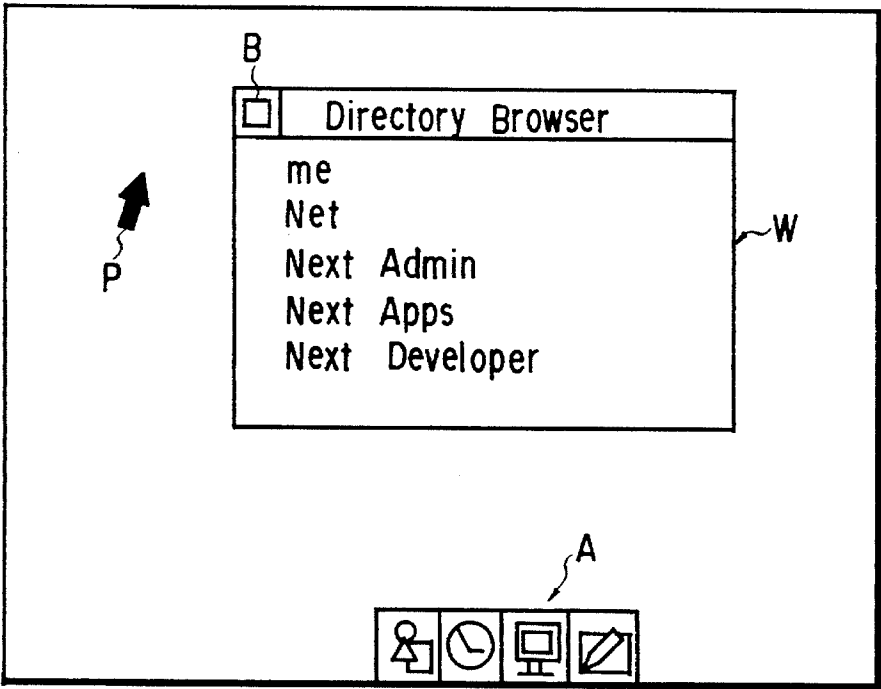 B
Directory Browser
me
Net
W
Next Admin
P
Next Apps
Next Developer
A